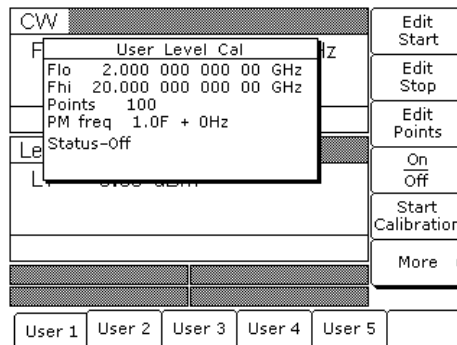 CW
Hz
User Level Cal
Flo 2.000 000 000 00 GHz
Fhi 20.000 000 000 00 GHz
Points 100
PM freq 1.0F + 0Hz
Status-Off
Le
Edit
Start
Edit
Stop
Edit
Points
On
Off
Start
Calibration
More
User 1
User 2
User 3
User 4
User 5